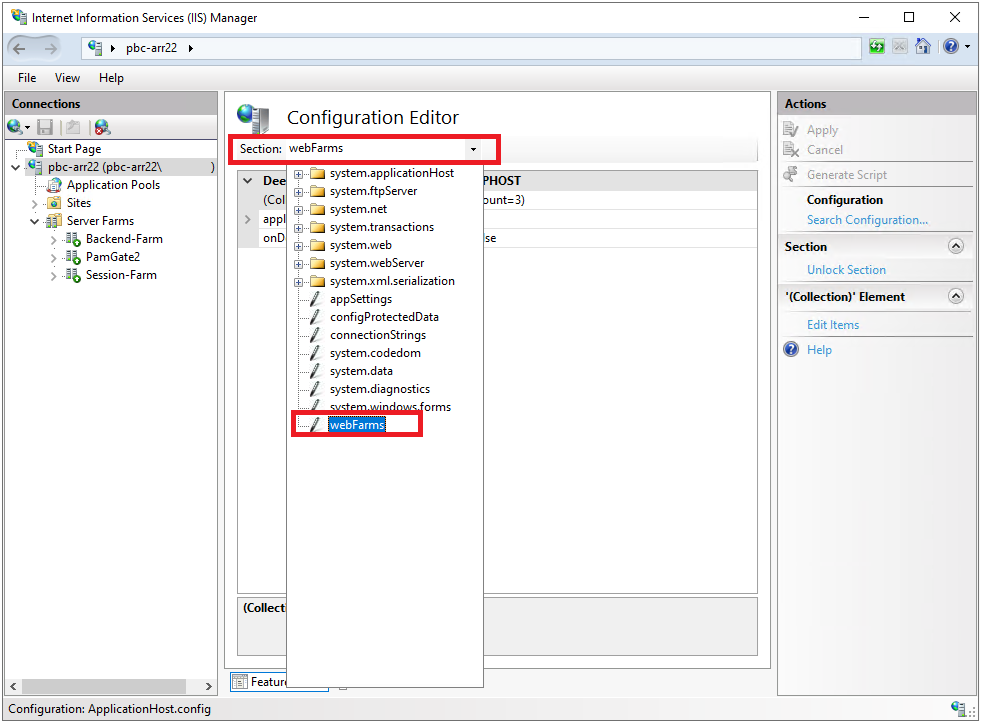 Internet Information Services (IIS) Manager
pbc-arr22
File View Help
Connections
Start Page
pbc-arr22 (pbc-arr22\ )
Application Pools
Sites
Server Farms
Backend-Farm
PamGate2
Session-Farm
Configuration Editor
Section: webFarms
Dee
PHOST
(Col
ount=3)
appl
onD
lse
system.applicationHost
system.ftpServer
system.net
system.transactions
system.web
system.webServer
system.xml.serialization
appSettings
configProtectedData
connectionStrings
system.codedom
system.data
system.diagnostics
system.windows.forms
webFarms
(Collect
Feature
Actions
Apply
Cancel
Generate Script
Configuration
Search Configuration...
Section
Unlock Section
'(Collection)' Element
Edit Items
Help
Configuration: ApplicationHost.config